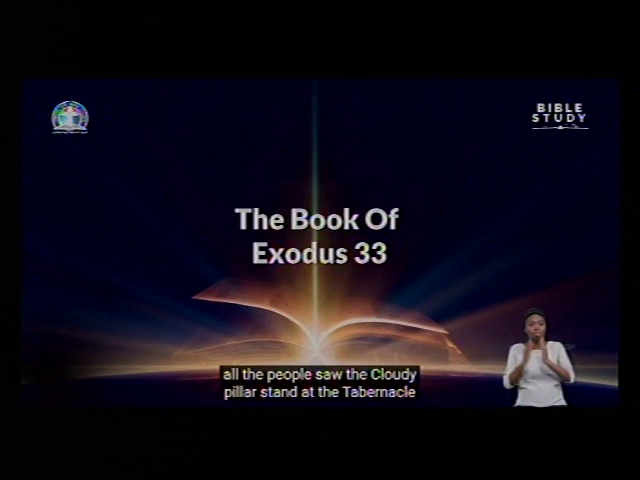 BIBLE
STUDY
The Book Of
Exodus 33
all the people saw the Cloudy
pillar stand at the Tabernacle